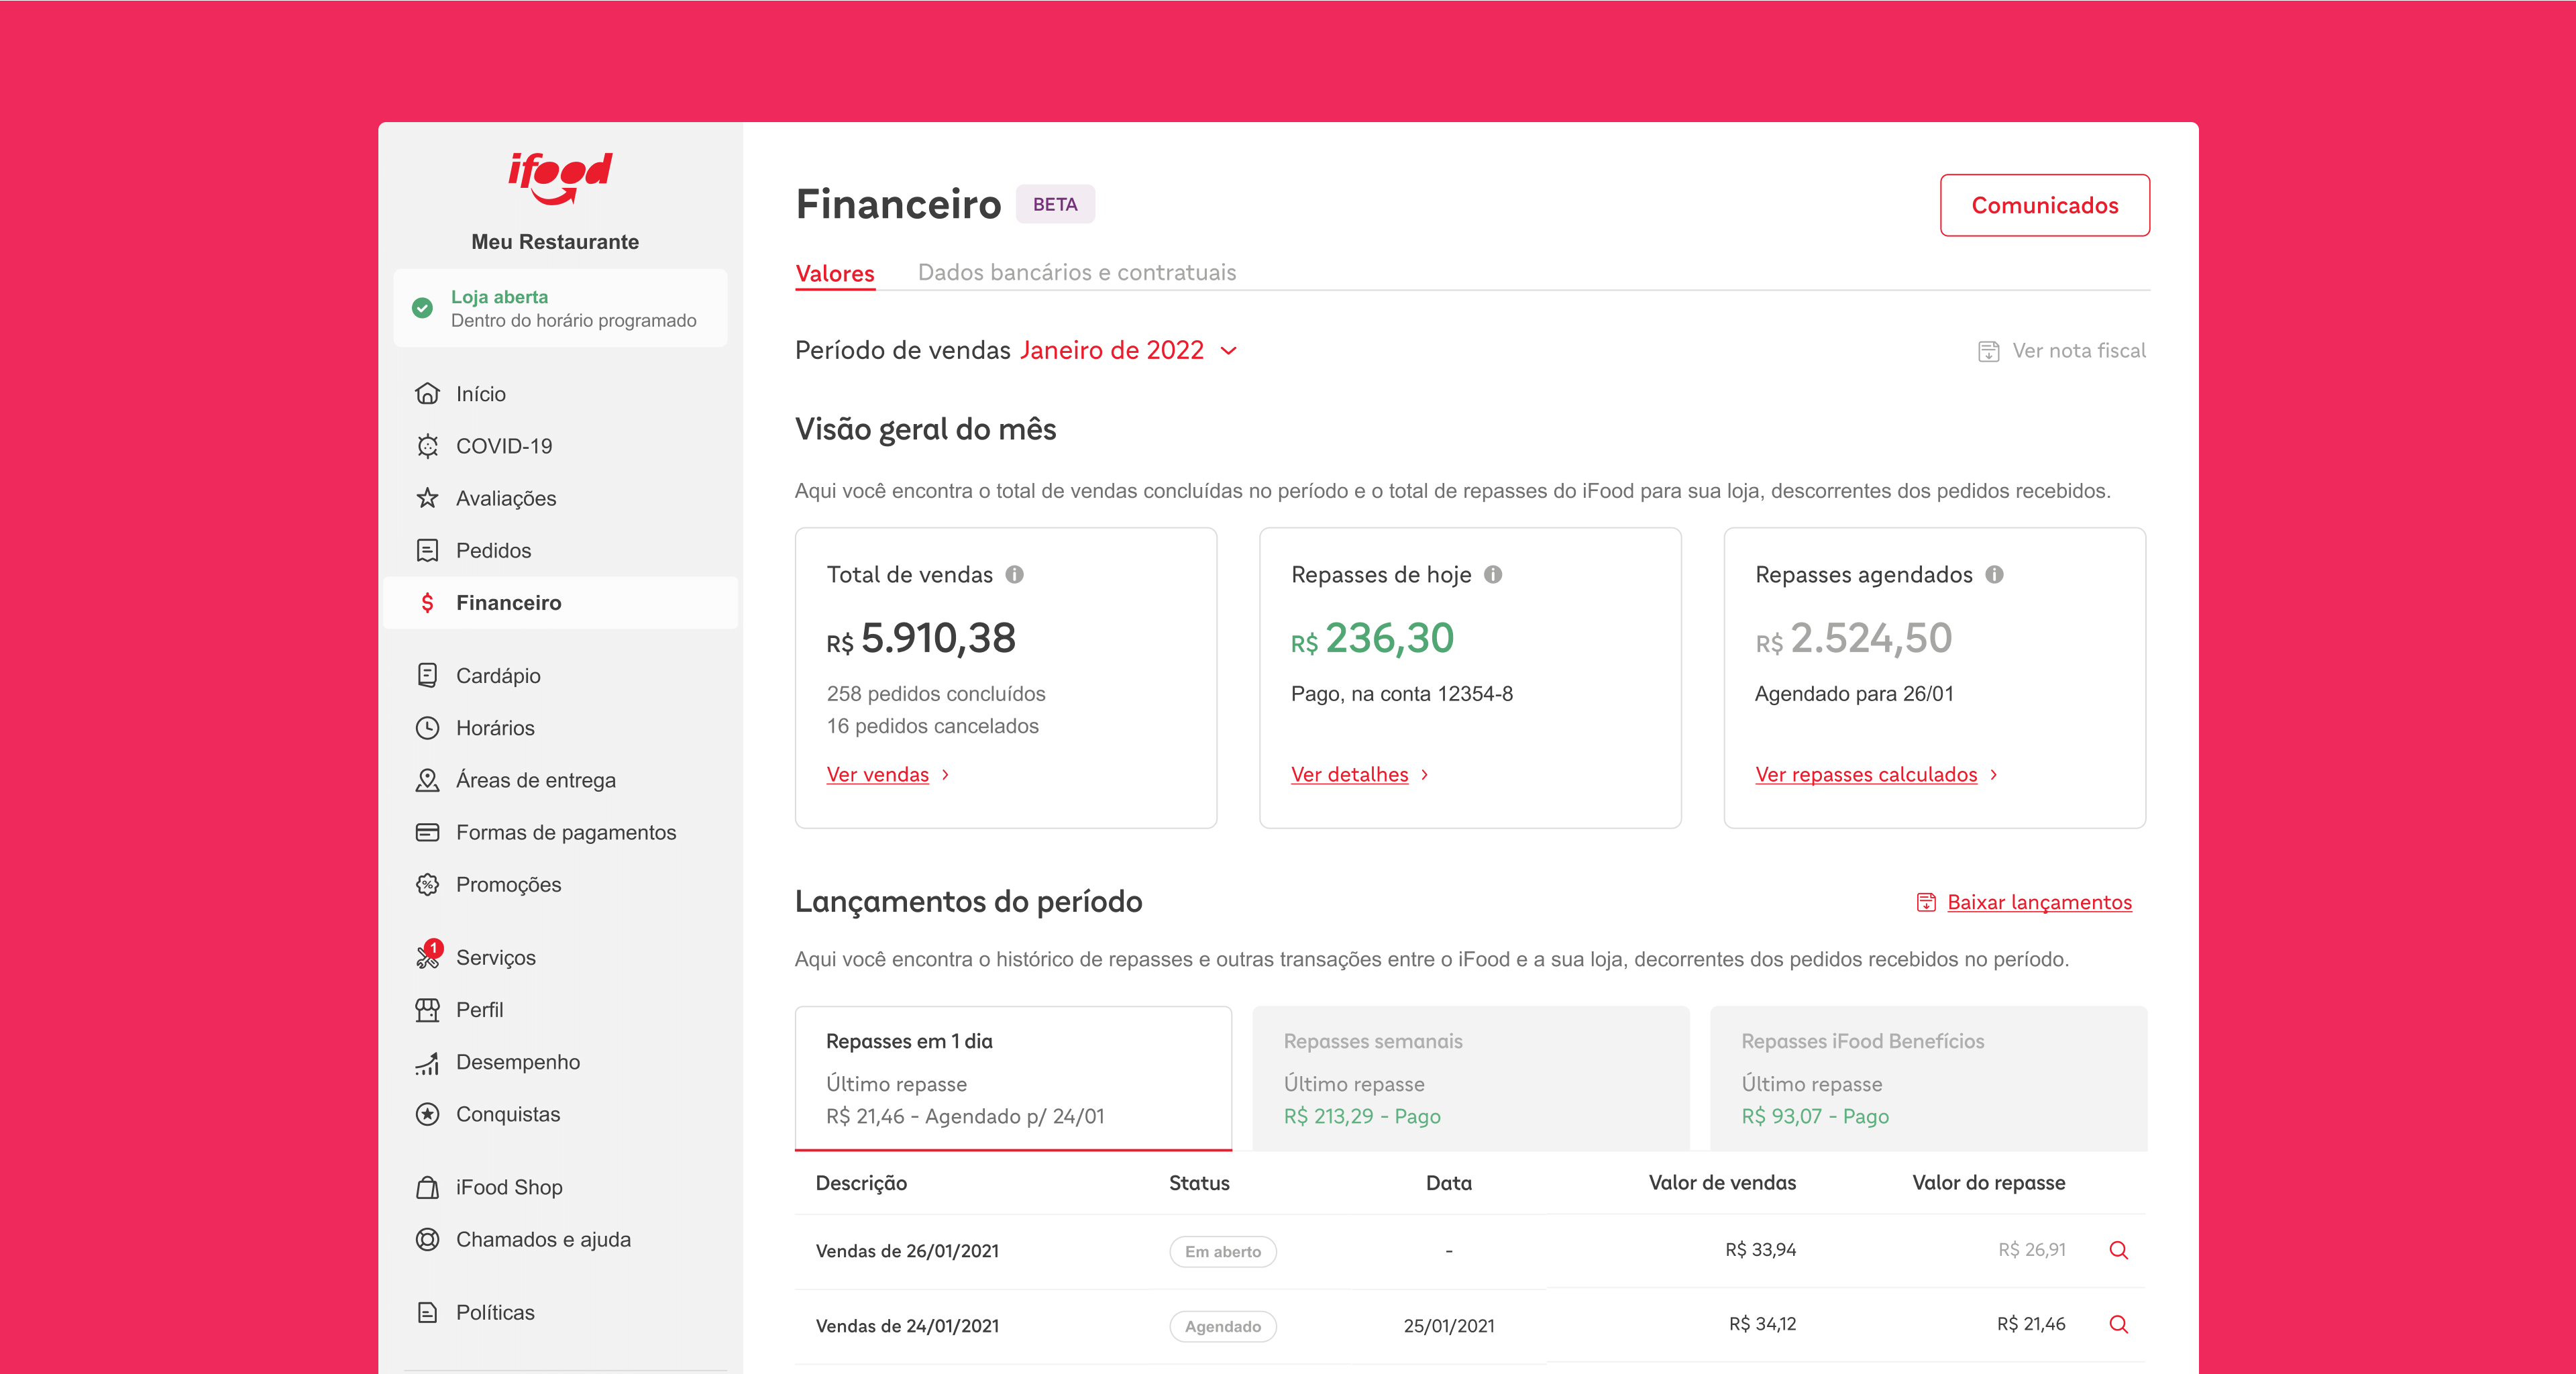 ifood
Meu Restaurante
Loja aberta
Dentro do horário programado
Início
COVID-19
Avaliações
Pedidos
$ Financeiro
Cardápio
Horários
Áreas de entrega
Formas de pagamentos
% Promoções
1
Serviços
Perfil
Desempenho
Conquistas
iFood Shop
Chamados e ajuda
Políticas
Financeiro BETA
Comunicados
Valores Dados bancários e contratuais
Período de vendas Janeiro de 2022
Ver nota fiscal
Visão geral do mês
Aqui você encontra o total de vendas concluídas no período e o total de repasses do iFood para sua loja, descorrentes dos pedidos recebidos.
Total de vendas i
R$ 5.910,38
258 pedidos concluídos
16 pedidos cancelados
Ver vendas
Repasses de hoje i
R$ 236,30
Pago, na conta 12354-8
Ver detalhes
Repasses agendados i
R$ 2.524,50
Agendado para 26/01
Ver repasses calculados
Lançamentos do período
Baixar lançamentos
Aqui você encontra o histórico de repasses e outras transações entre o iFood e a sua loja, decorrentes dos pedidos recebidos no período.
Repasses em 1 dia
Último repasse
R$ 21,46 - Agendado p/ 24/01
Repasses semanais
Último repasse
R$ 213,29 - Pago
Repasses iFood Benefícios
Último repasse
R$ 93,07 - Pago
Descrição Status Data Valor de vendas Valor do repasse
Vendas de 26/01/2021 Em aberto - R$ 33,94 R$ 26,91
Vendas de 24/01/2021 Agendado 25/01/2021 R$ 34,12 R$ 21,46